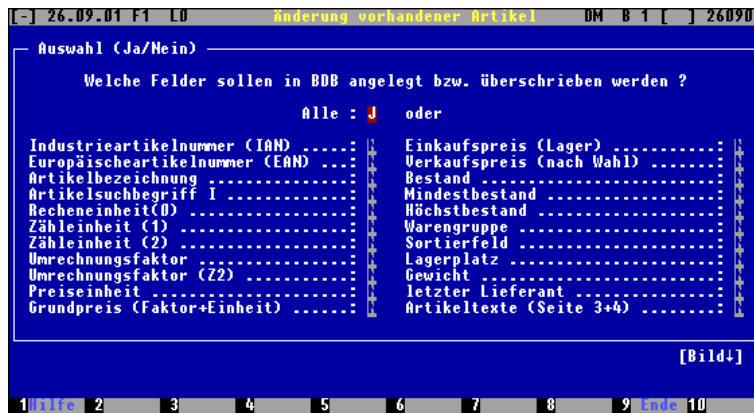 [-] 26.09.01 F1 L0 Änderung vorhandener Artikel DM B 1 [ ] 26090
Auswahl (Ja/Nein)
Welche Felder sollen in BDB angelegt bzw. überschrieben werden ?
Alle : J oder
Industrieartikelnummer (IAN) .....:
Europäischeartikelnummer (EAN) ...:
Artikelbezeichnung ...............:
Artikelsuchbegriff I .............:
Recheneinheit(0) .................:
Zähleinheit (1) ..................:
Zähleinheit (2) ..................:
Umrechnungsfaktor ................:
Umrechnungsfaktor (Z2) ...........:
Preiseinheit .....................:
Grundpreis (Faktor+Einheit) ......:
Einkaufspreis (Lager) ............:
Verkaufspreis (nach Wahl) ........:
Bestand ..........................:
Mindestbestand ...................:
Höchstbestand ....................:
Warengruppe ......................:
Sortierfeld ......................:
Lagerplatz .......................:
Gewicht ..........................:
letzter Lieferant ................:
Artikeltexte (Seite 3+4) .........:
[Bild↓]
1Hilfe 2 3 4 5 6 7 8 9 Ende 10